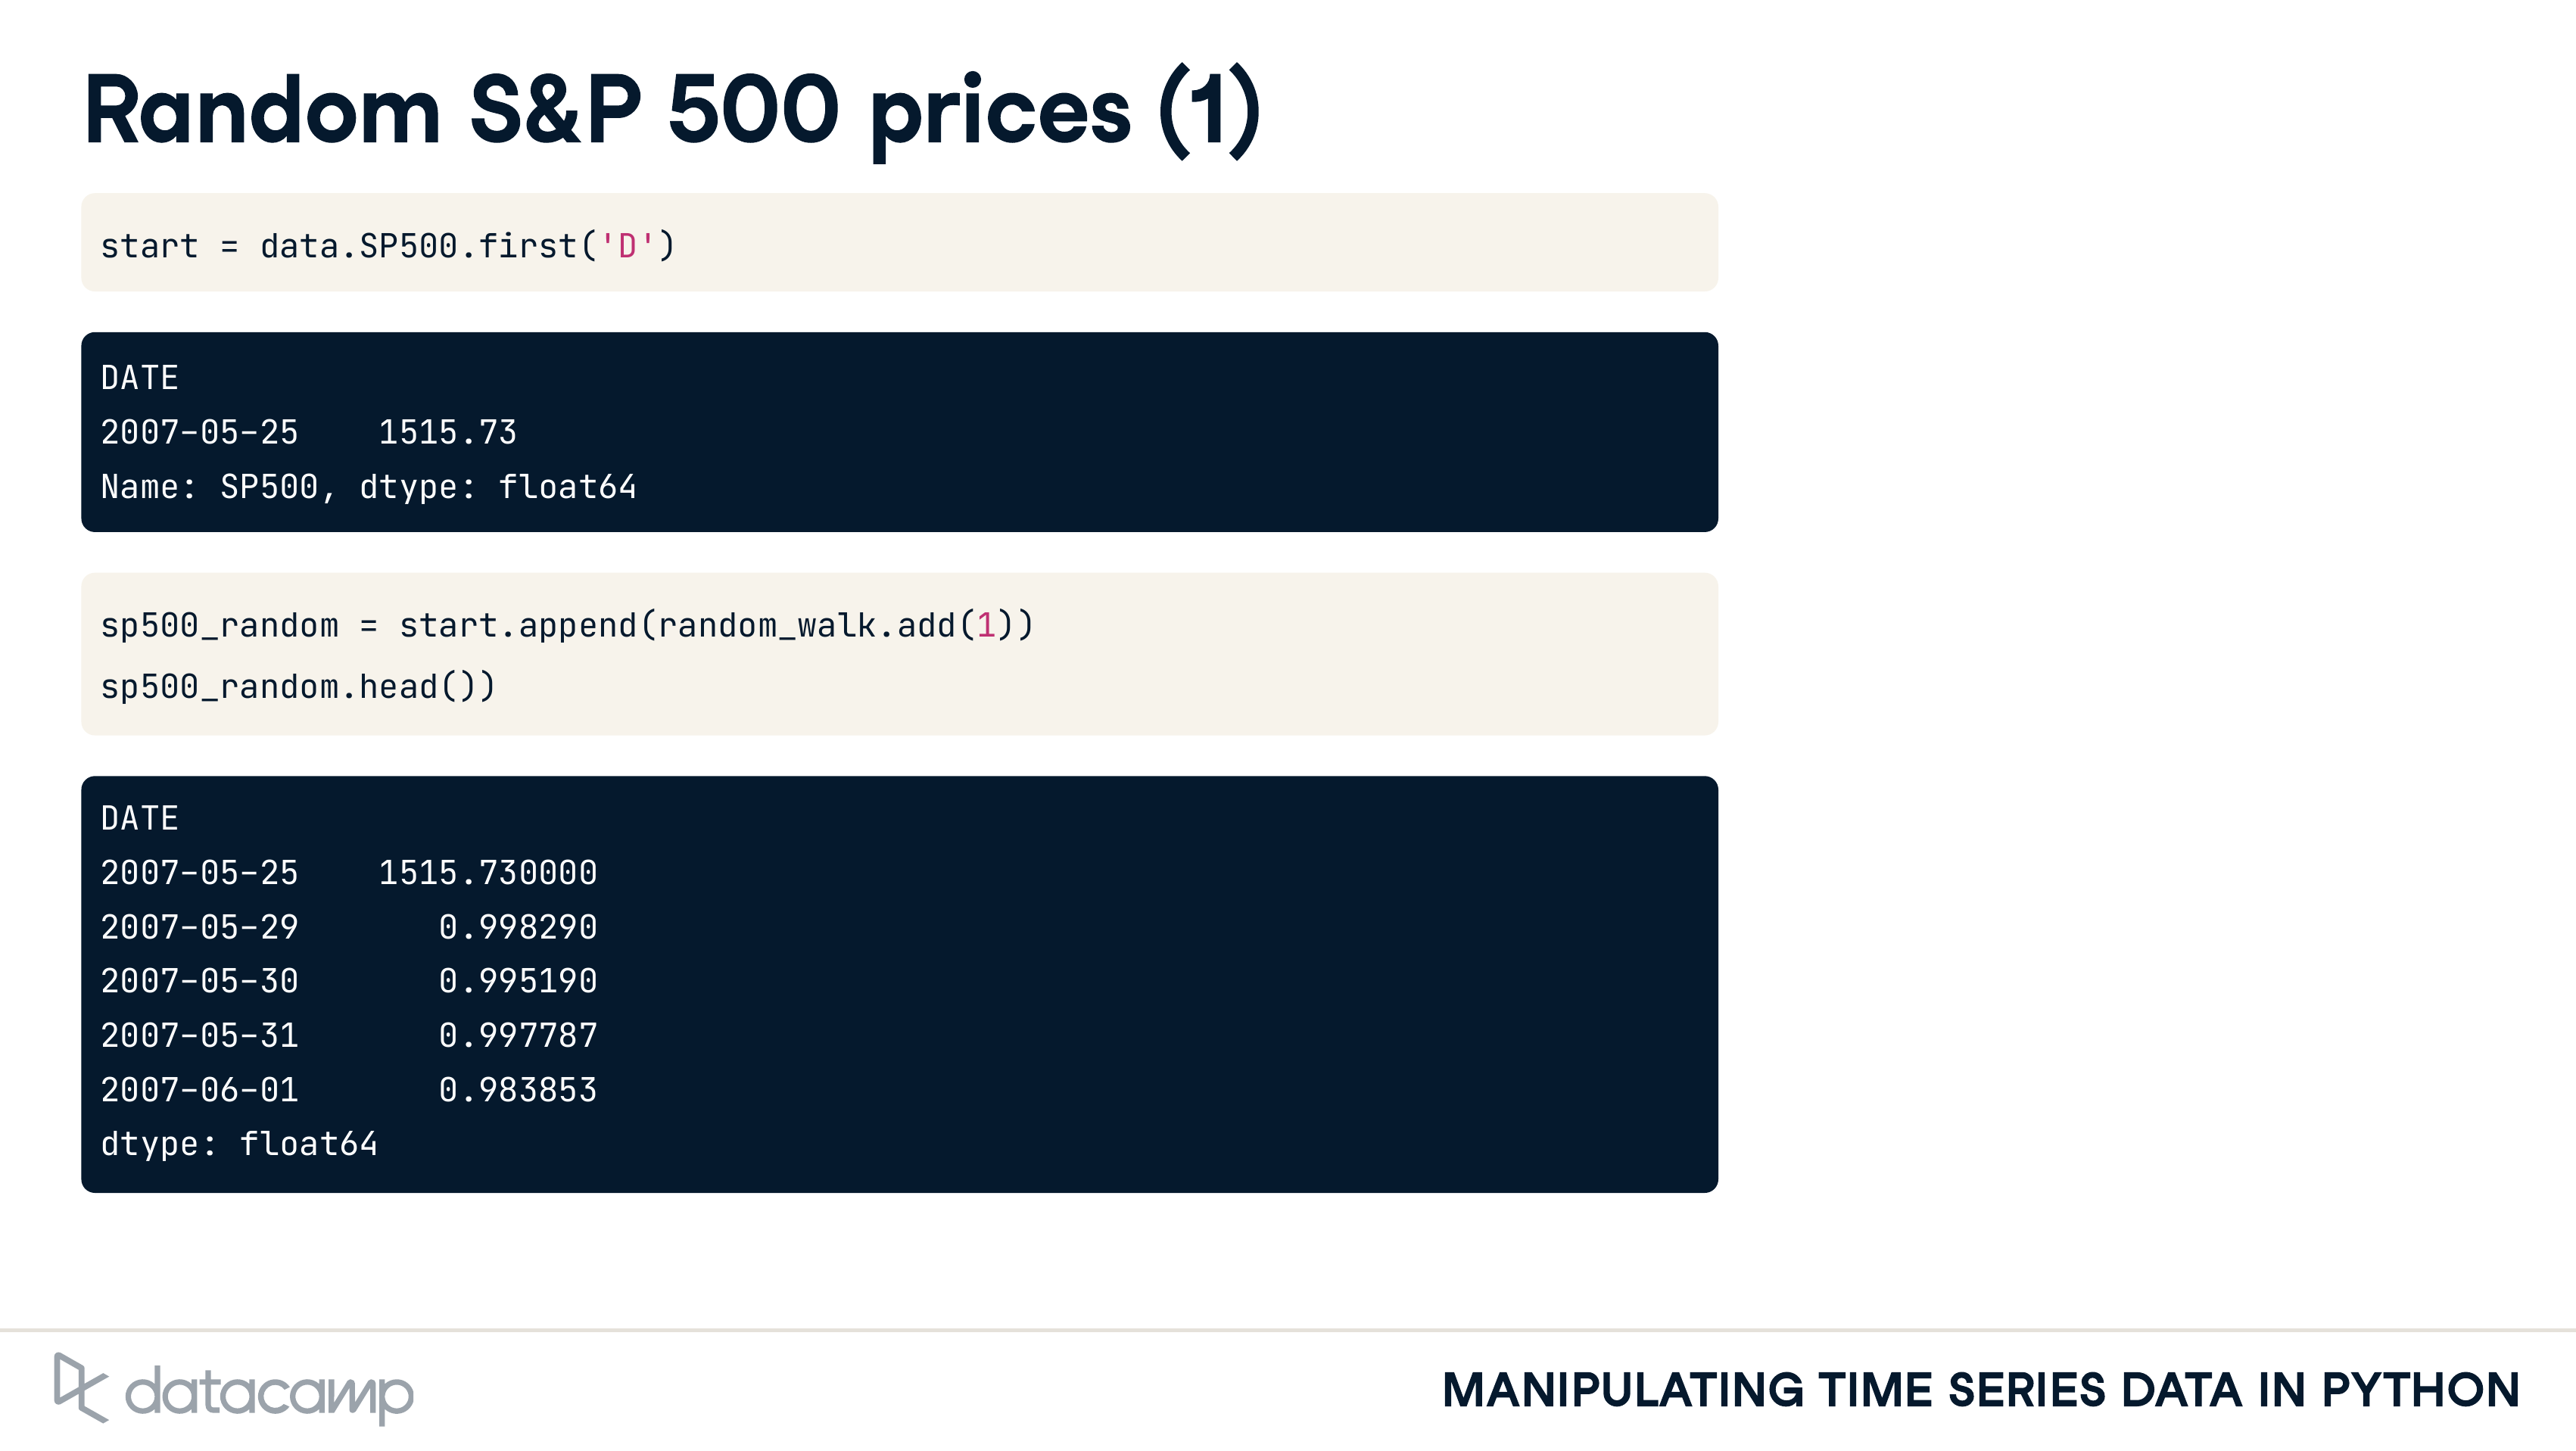 Random S&P 500 prices (1)
start = data.SP500.first('D')
DATE
2007-05-25    1515.73
Name: SP500, dtype: float64
sp500_random = start.append(random_walk.add(1))
sp500_random.head())
DATE
2007-05-25    1515.730000
2007-05-29       0.998290
2007-05-30       0.995190
2007-05-31       0.997787
2007-06-01       0.983853
dtype: float64
datacamp
MANIPULATING TIME SERIES DATA IN PYTHON